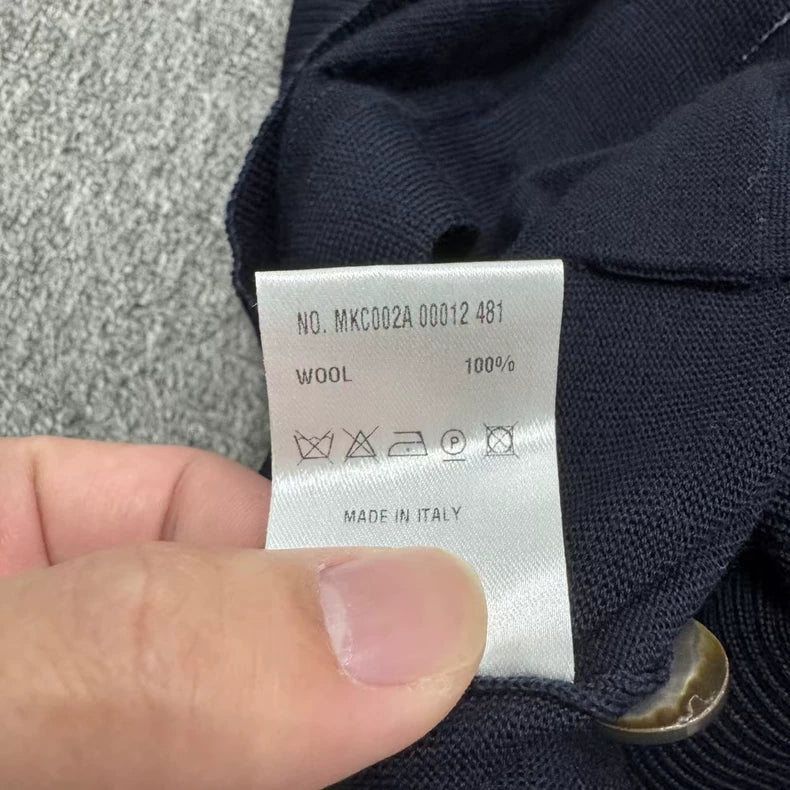 NO. MKC002A 00012 481
WOOL 100%
P
MADE IN ITALY